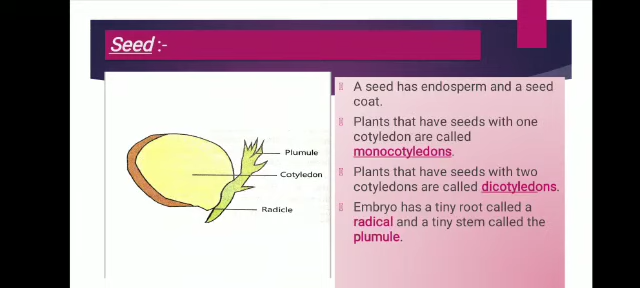 Seed :-
Plumule
Cotyledon
Radicle
A seed has endosperm and a seed
coat.
Plants that have seeds with one
cotyledon are called
monocotyledons.
Plants that have seeds with two
cotyledons are called dicotyledons.
Embryo has a tiny root called a
radical and a tiny stem called the
plumule.